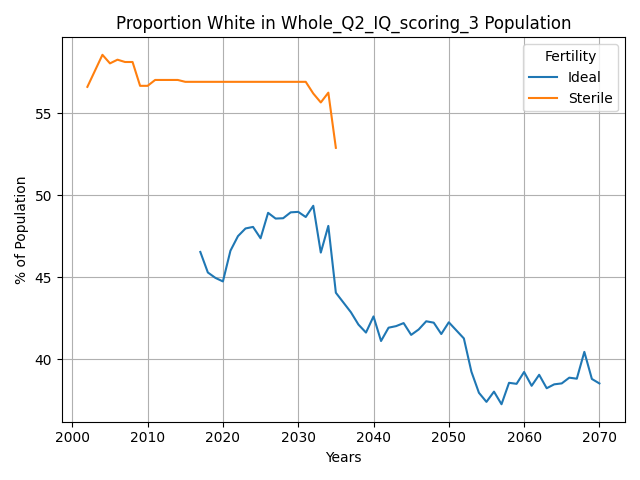 Proportion White in Whole_Q2_IQ_scoring_3 Population
Fertility
Ideal
Sterile
% of Population
55
50
45
40
2000 2010 2020 2030 2040 2050 2060 2070
Years